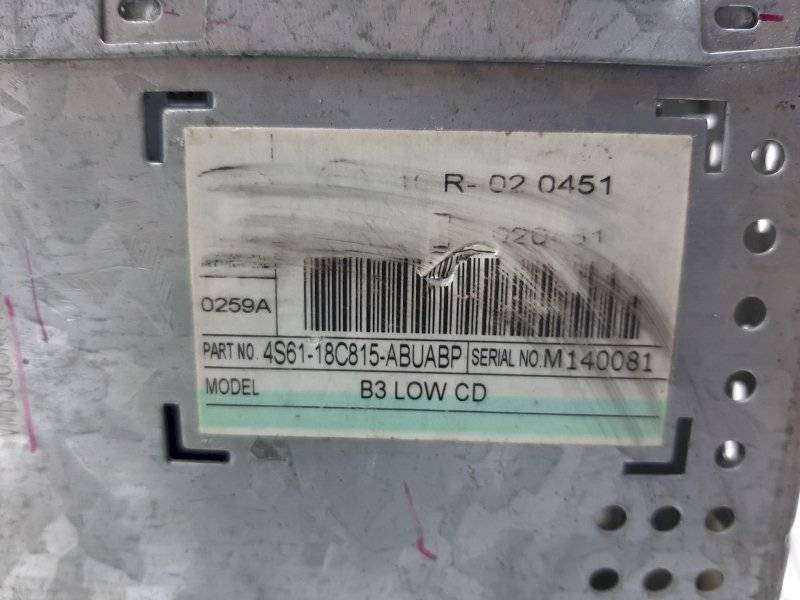 R- 02 0451
0259A
PART NO. 4S61-18C815-ABUABP SERIAL NO. M140081
MODEL B3 LOW CD